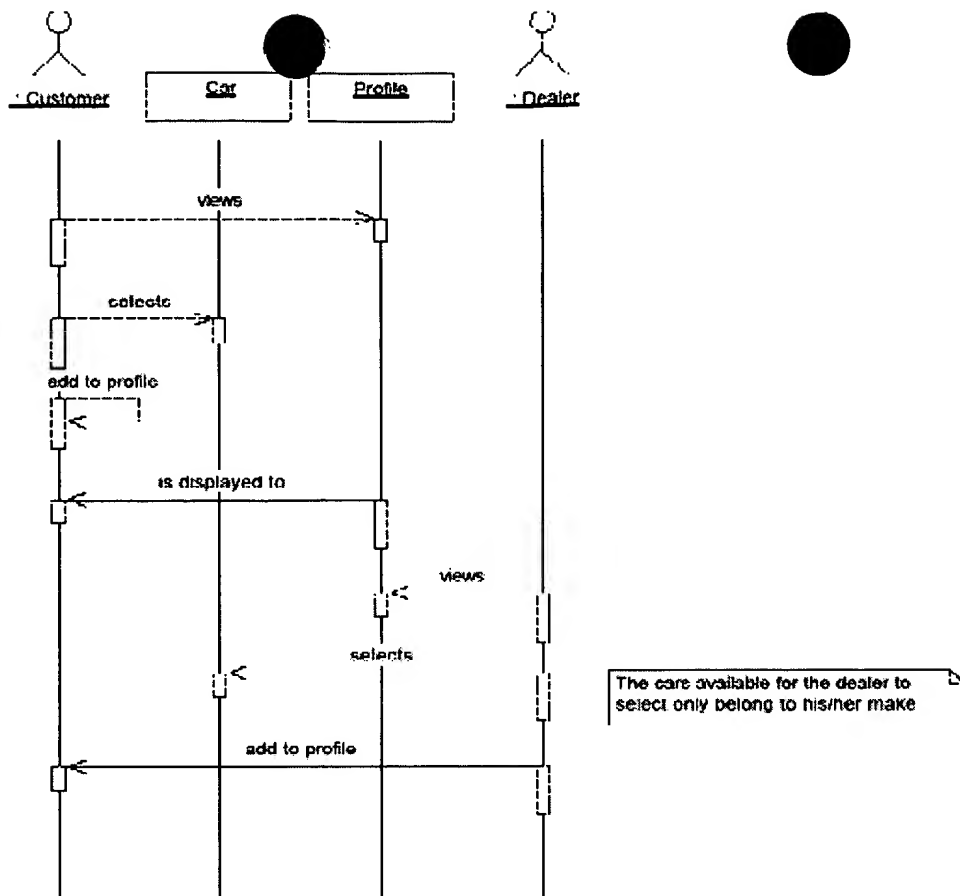 : Customer
Car
Profile
: Dealer
views
selects
add to profile
is displayed to
views
selects
The cars available for the dealer to
select only belong to his/her make
add to profile